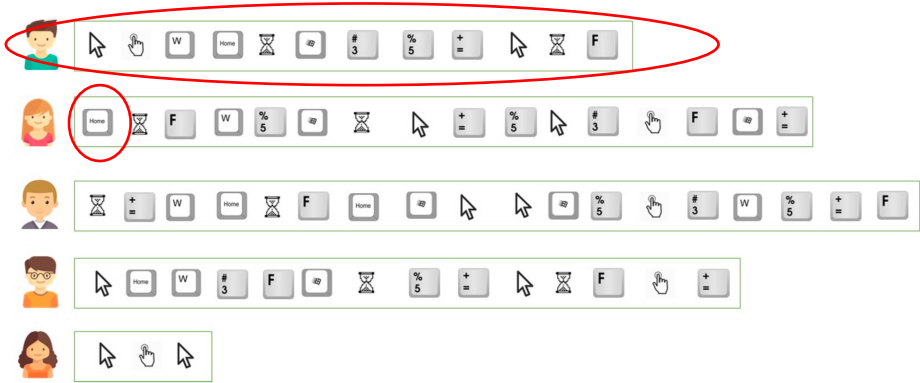 W Home # 3 % 5 + = F
Home F W % 5 + = % 5 # 3 F + =
+ = W Home F Home % 5 # 3 W % 5 + = F
Home W # 3 F % 5 + = F + =